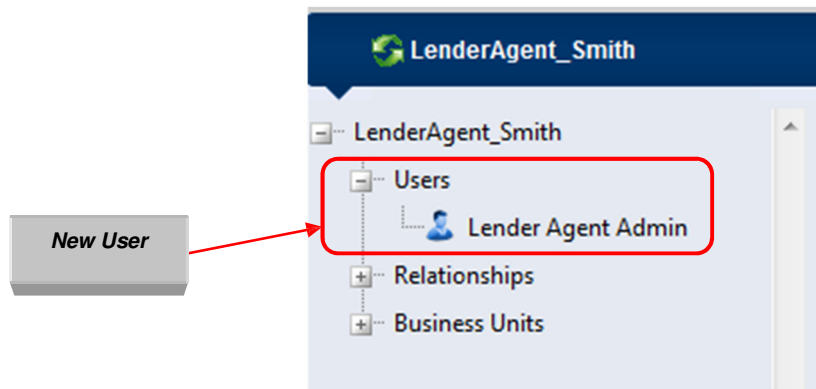 LenderAgent_Smith
LenderAgent_Smith
Users
Lender Agent Admin
New User
Relationships
Business Units